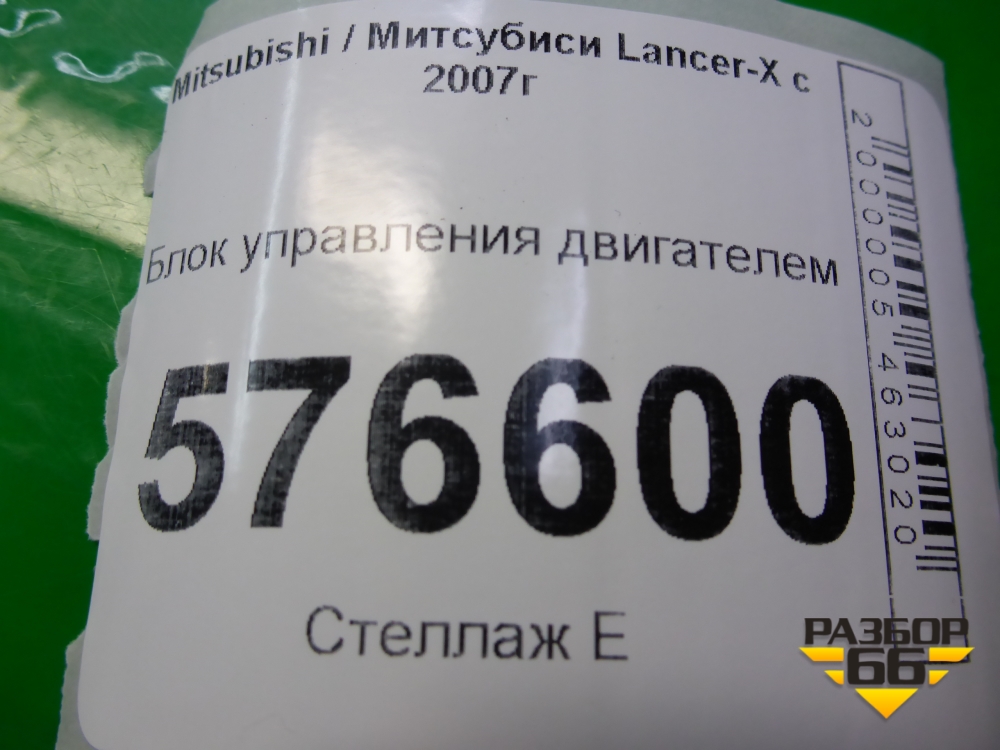 Mitsubishi / Митсубиси Lancer-X с
2007г
Блок управления двигателем
576600
Стеллаж Е
2000005463020
РАЗБОР
66